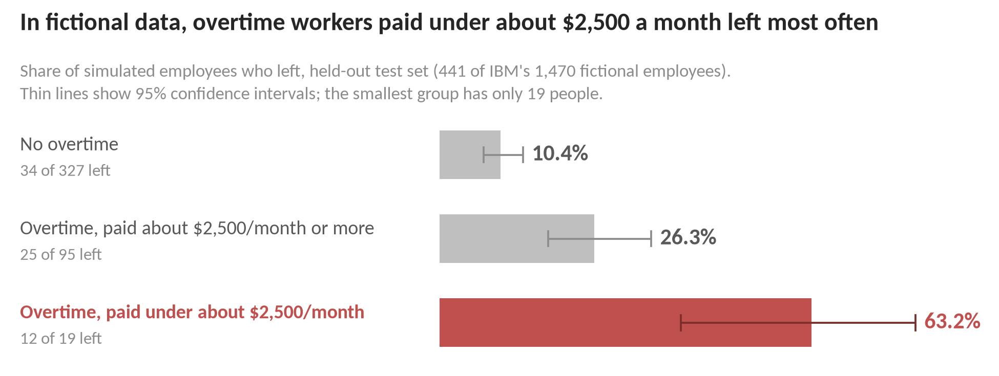 In fictional data, overtime workers paid under about $2,500 a month left most often
Share of simulated employees who left, held-out test set (441 of IBM's 1,470 fictional employees).
Thin lines show 95% confidence intervals; the smallest group has only 19 people.
No overtime
34 of 327 left
10.4%
Overtime, paid about $2,500/month or more
25 of 95 left
26.3%
Overtime, paid under about $2,500/month
12 of 19 left
63.2%